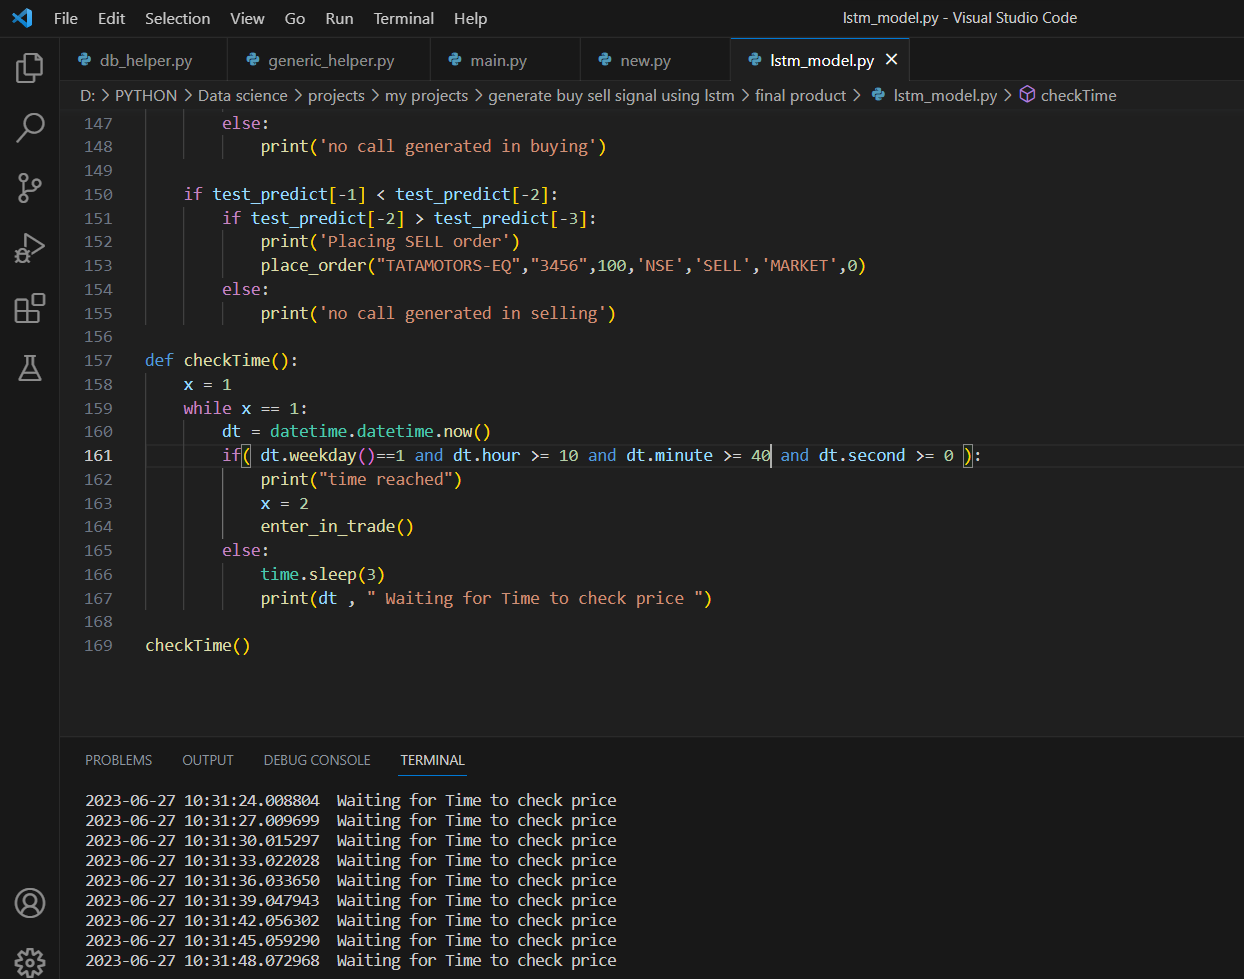 File Edit Selection View Go Run Terminal Help lstm_model.py - Visual Studio Code
db_helper.py generic_helper.py main.py new.py lstm_model.py
D: > PYTHON > Data science > projects > my projects > generate buy sell signal using lstm > final product > lstm_model.py > checkTime
147 else:
148 print('no call generated in buying')
149
150 if test_predict[-1] < test_predict[-2]:
151 if test_predict[-2] > test_predict[-3]:
152 print('Placing SELL order')
153 place_order("TATAMOTORS-EQ","3456",100,'NSE','SELL','MARKET',0)
154 else:
155 print('no call generated in selling')
156
157 def checkTime():
158 x = 1
159 while x == 1:
160 dt = datetime.datetime.now()
161 if( dt.weekday()==1 and dt.hour >= 10 and dt.minute >= 40 and dt.second >= 0 ):
162 print("time reached")
163 x = 2
164 enter_in_trade()
165 else:
166 time.sleep(3)
167 print(dt , " Waiting for Time to check price ")
168
169 checkTime()
PROBLEMS OUTPUT DEBUG CONSOLE TERMINAL
2023-06-27 10:31:24.008804  Waiting for Time to check price
2023-06-27 10:31:27.009699  Waiting for Time to check price
2023-06-27 10:31:30.015297  Waiting for Time to check price
2023-06-27 10:31:33.022028  Waiting for Time to check price
2023-06-27 10:31:36.033650  Waiting for Time to check price
2023-06-27 10:31:39.047943  Waiting for Time to check price
2023-06-27 10:31:42.056302  Waiting for Time to check price
2023-06-27 10:31:45.059290  Waiting for Time to check price
2023-06-27 10:31:48.072968  Waiting for Time to check price